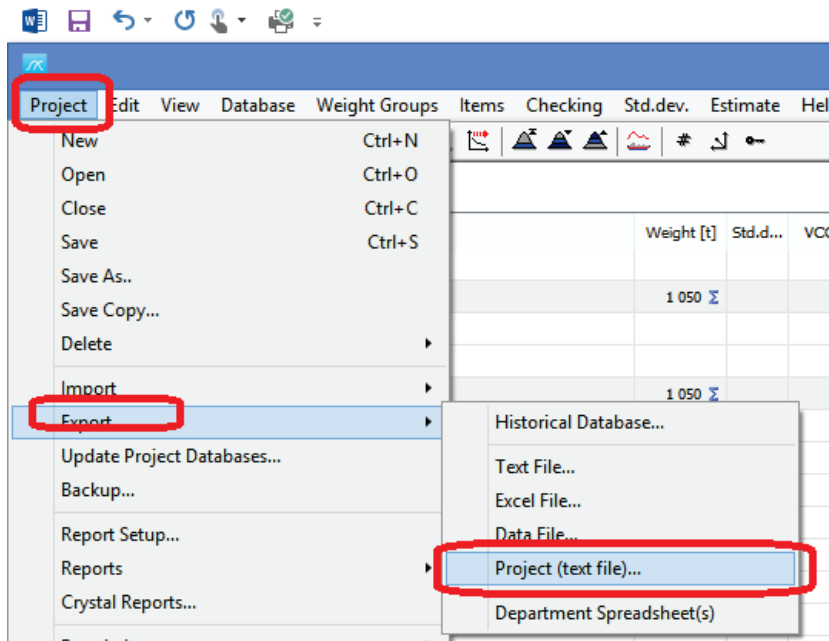 Project Edit View Database Weight Groups Items Checking Std.dev. Estimate Hel
New Ctrl+N
Open Ctrl+O
Close Ctrl+C
Save Ctrl+S
Save As..
Save Copy...
Delete
Import
Export
Update Project Databases...
Backup...
Report Setup...
Reports
Crystal Reports...
Historical Database...
Text File...
Excel File...
Data File...
Project (text file)...
Department Spreadsheet(s)
Weight [t] Std.d... VCG
1 050 Σ
1 050 Σ